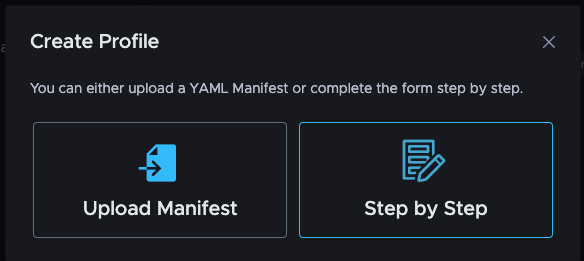 Create Profile
You can either upload a YAML Manifest or complete the form step by step.
Upload Manifest
Step by Step